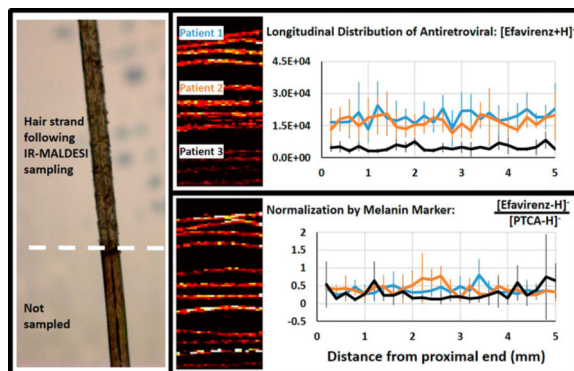 Hair strand
following
IR-MALDESI
sampling
Not
sampled
Patient 1
Patient 2
Patient 3
Longitudinal Distribution of Antiretroviral: [Efavirenz+H]⁺
4.5E+04
3.0E+04
1.5E+04
0.0E+00
0 1 2 3 4 5
Normalization by Melanin Marker:
[Efavirenz-H]⁻
[PTCA-H]⁻
2
1.5
1
0.5
0
-0.5
0 1 2 3 4 5
Distance from proximal end (mm)